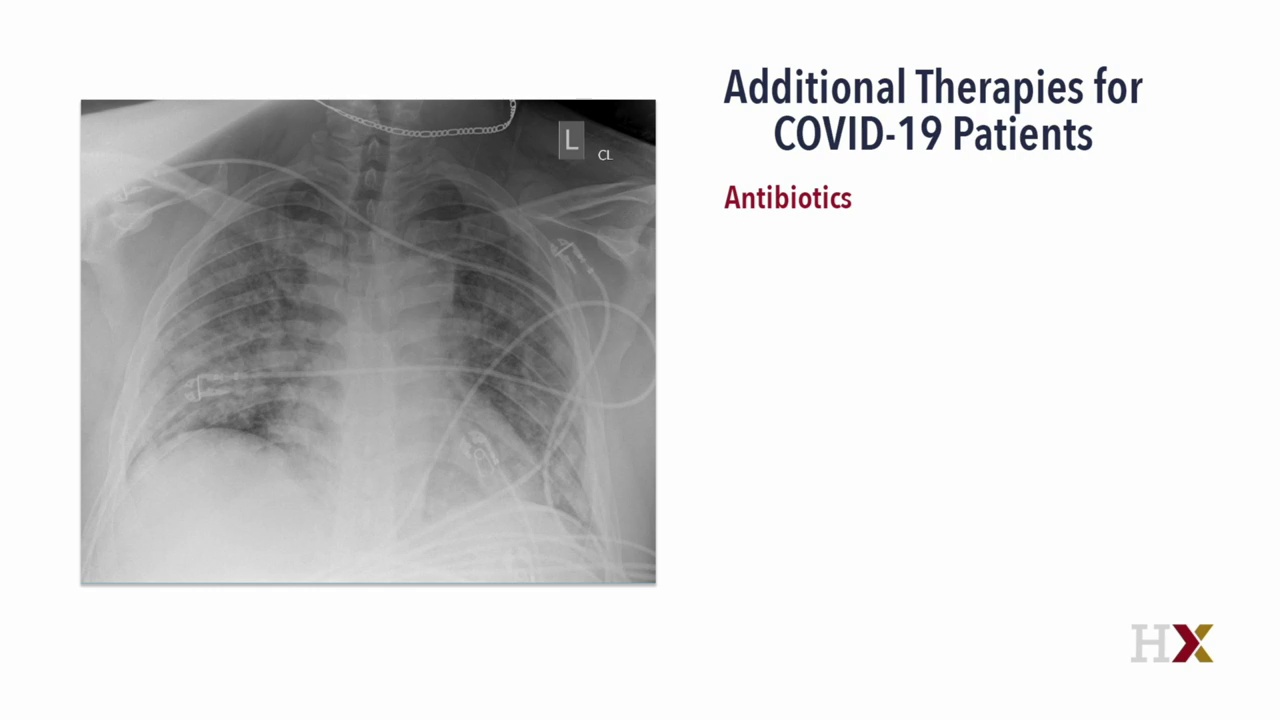 Additional Therapies for
COVID-19 Patients
Antibiotics
L
CL
HX